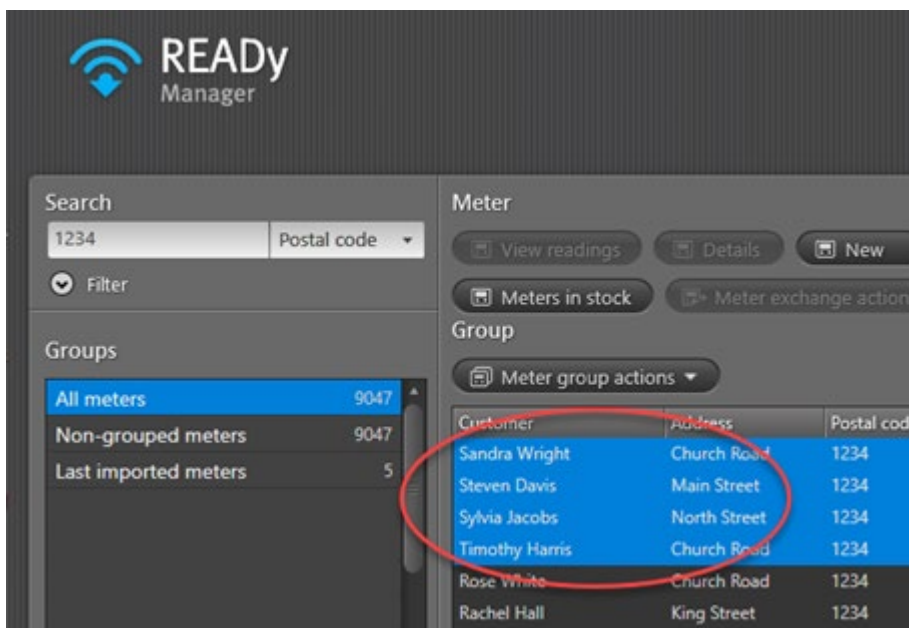 READy
Manager
Search
1234 Postal code
Filter
Groups
All meters 9047
Non-grouped meters 9047
Last imported meters 5
Meter
View readings Details New
Meters in stock Meter exchange action
Group
Meter group actions
Customer Address Postal cod
Sandra Wright Church Road 1234
Steven Davis Main Street 1234
Sylvia Jacobs North Street 1234
Timothy Harris Church Road 1234
Rose White Church Road 1234
Rachel Hall King Street 1234